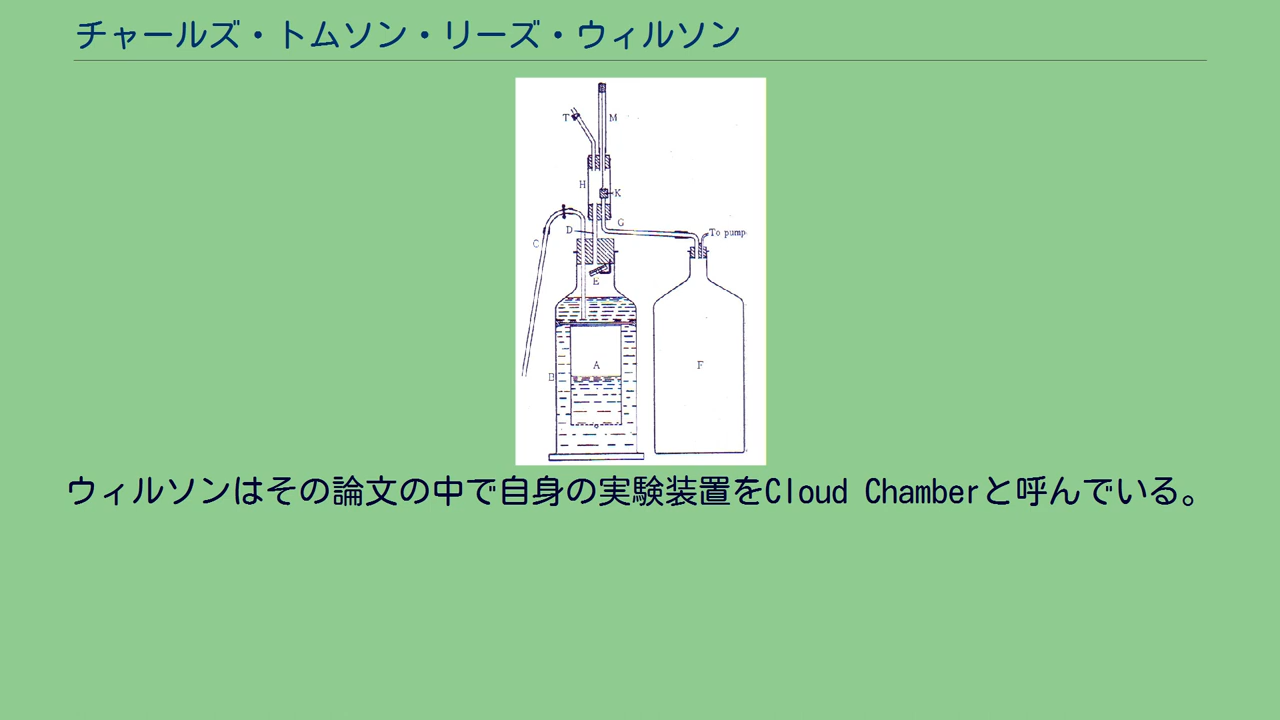 チャールズ・トムソン・リーズ・ウィルソン
T
M
H
K
G
D
To pump
C
E
A
F
B
ウィルソンはその論文の中で自身の実験装置をCloud Chamberと呼んでいる。